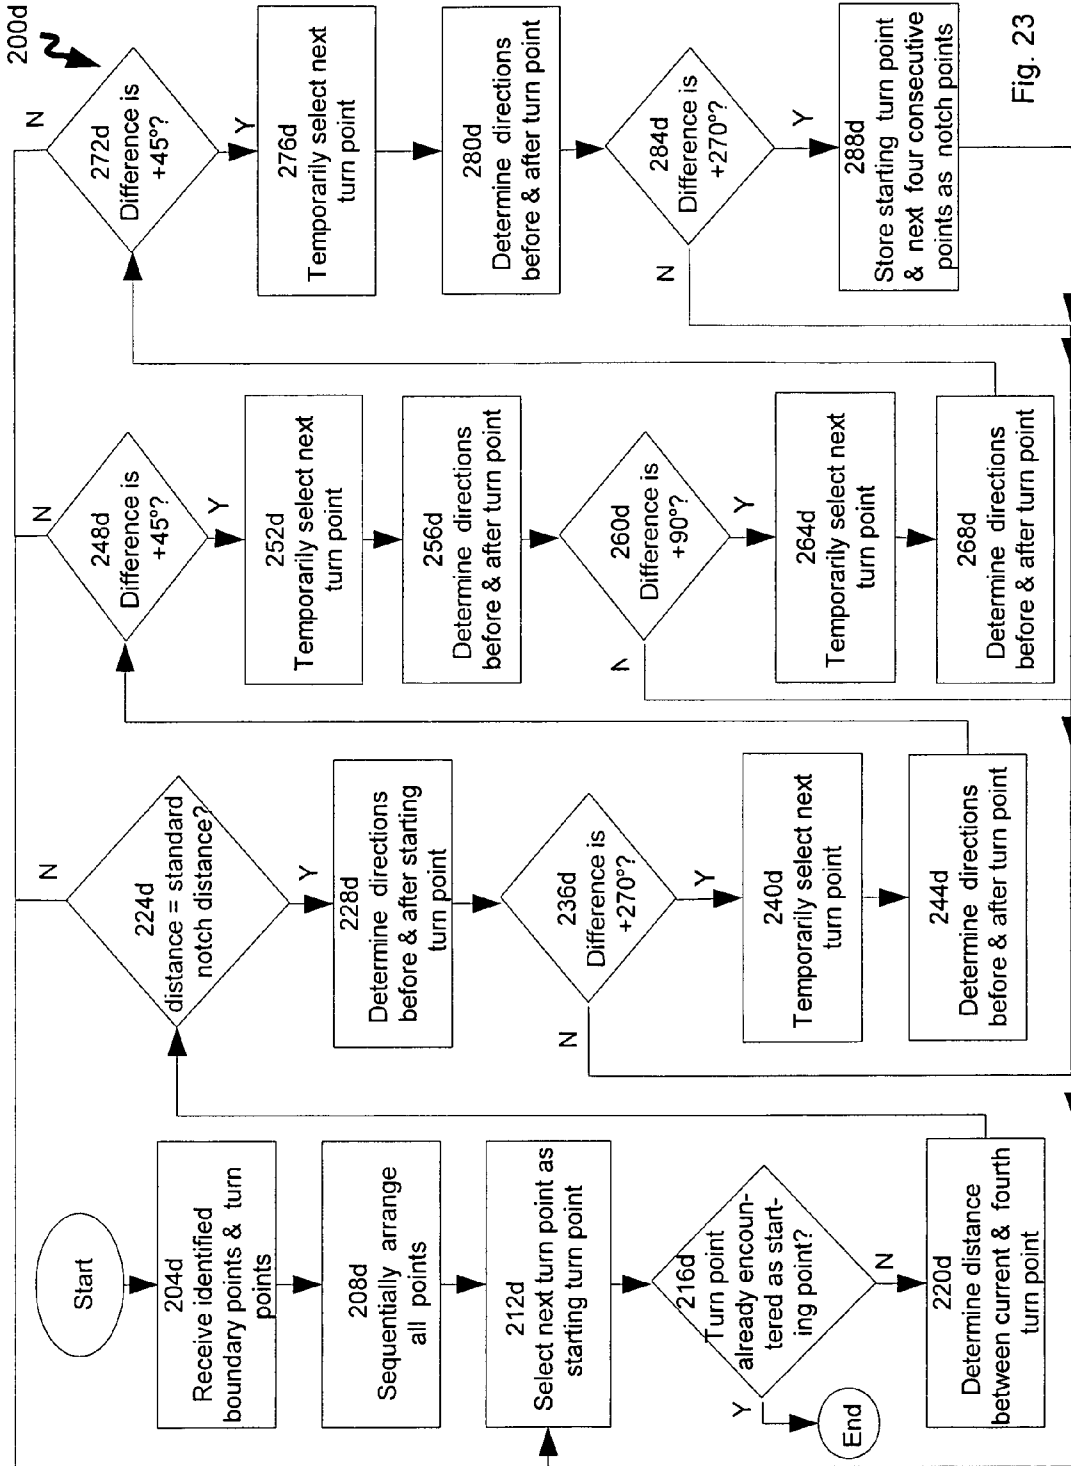 200d
Start
204d
Receive identified
boundary points & turn
points
208d
Sequentially arrange
all points
212d
Select next turn point as
starting turn point
216d
Turn point
already encoun-
tered as start-
ing point?
Y
N
End
220d
Determine distance
between current & fourth
turn point
224d
distance = standard
notch distance?
N
Y
228d
Determine directions
before & after starting
turn point
236d
Difference is
+270°?
N
Y
240d
Temporarily select next
turn point
244d
Determine directions
before & after turn point
248d
Difference is
+45°?
N
Y
252d
Temporarily select next
turn point
256d
Determine directions
before & after turn point
260d
Difference is
+90°?
N
Y
264d
Temporarily select next
turn point
268d
Determine directions
before & after turn point
272d
Difference is
+45°?
N
Y
276d
Temporarily select next
turn point
280d
Determine directions
before & after turn point
284d
Difference is
+270°?
N
Y
288d
Store starting turn point
& next four consecutive
points as notch points
Fig. 23